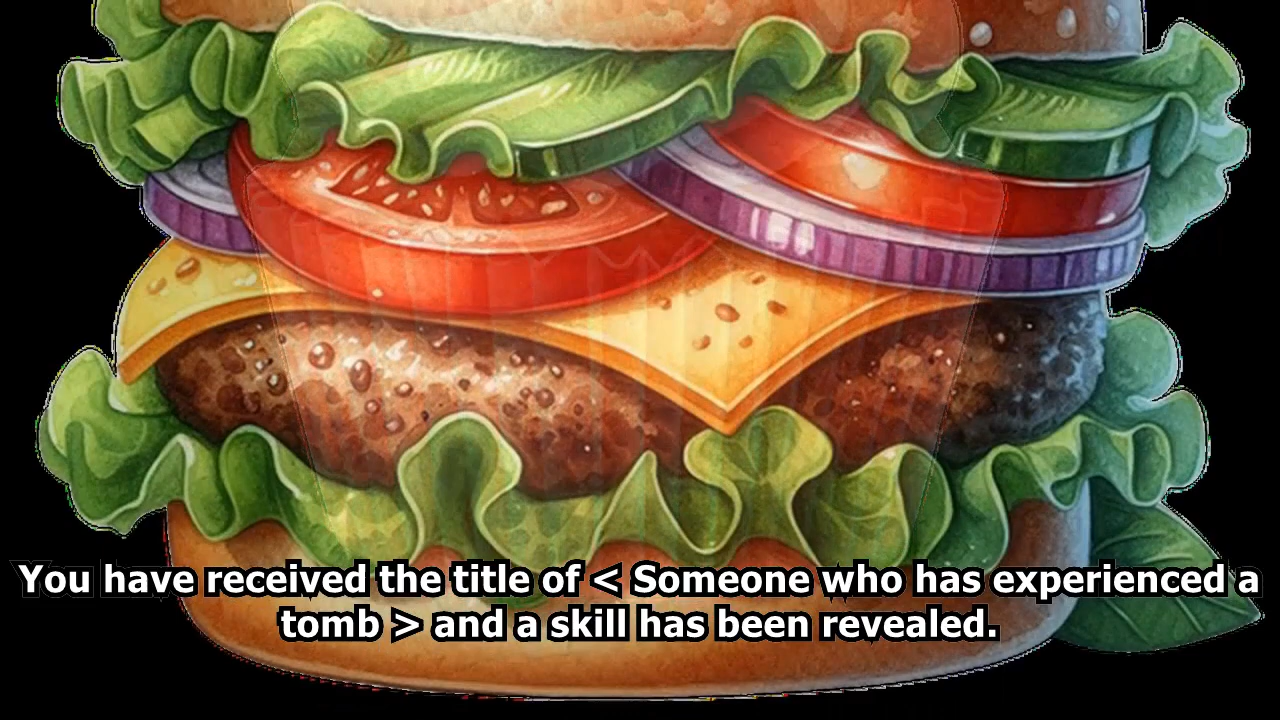 You have received the title of < Someone who has experienced a
tomb > and a skill has been revealed.